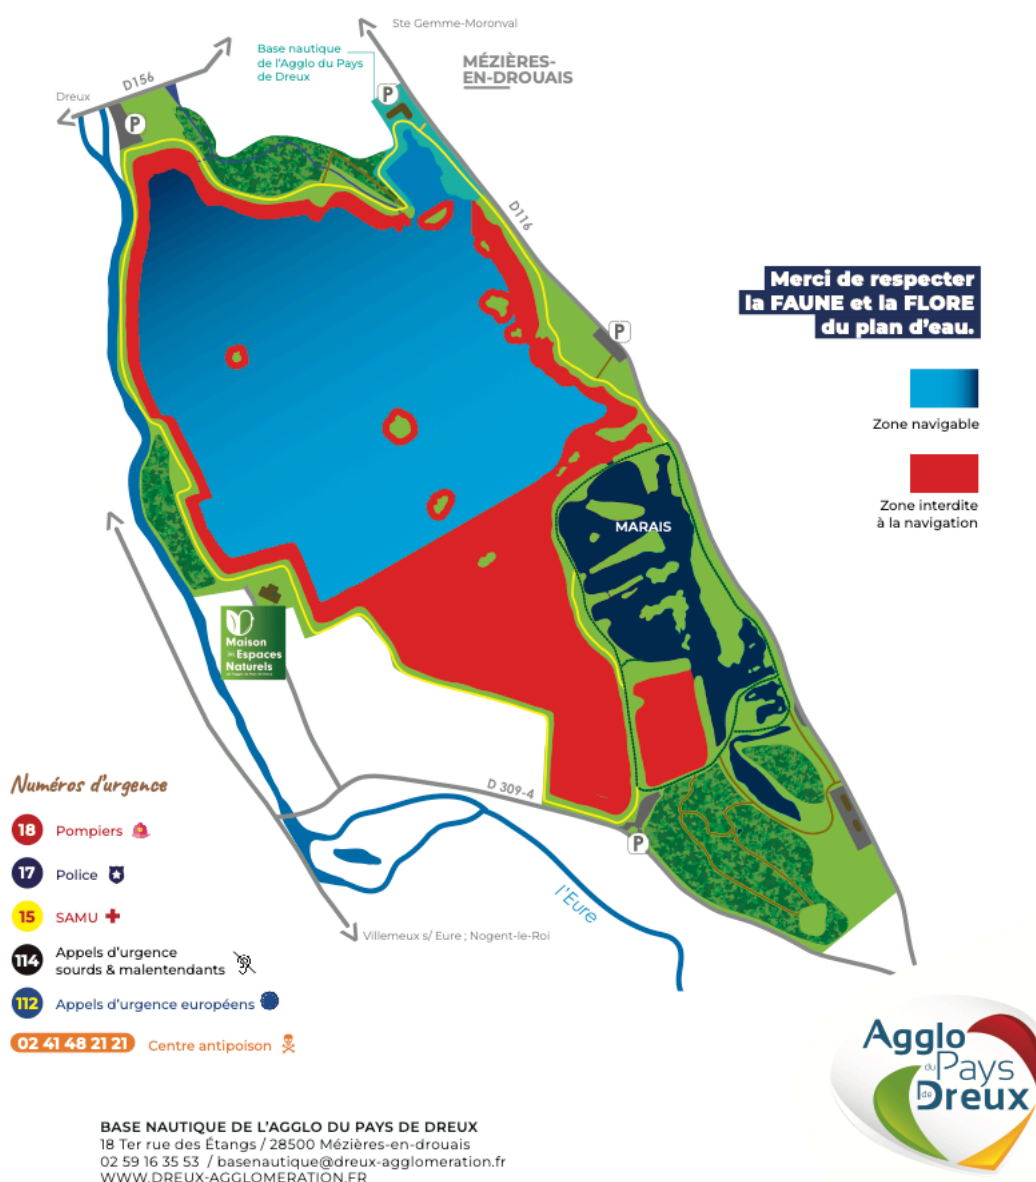 Ste Gemme-Moronval
Base nautique
de l'Agglo du Pays
de Dreux
MÉZIÈRES-
EN-DROUAIS
D156
Dreux
P
P
D116
P
Merci de respecter
la FAUNE et la FLORE
du plan d'eau.
Zone navigable
Zone interdite
à la navigation
MARAIS
Maison
des Espaces
Naturels
D 309-4
P
l'Eure
Villemeux s/ Eure ; Nogent-le-Roi
Numéros d'urgence
18 Pompiers
17 Police
15 SAMU
114 Appels d'urgence
sourds & malentendants
112 Appels d'urgence européens
02 41 48 21 21 Centre antipoison
Agglo
du Pays
de Dreux
BASE NAUTIQUE DE L'AGGLO DU PAYS DE DREUX
18 Ter rue des Étangs / 28500 Mézières-en-drouais
02 59 16 35 53 / basenautique@dreux-agglomeration.fr
WWW.DREUX-AGGLOMERATION.FR